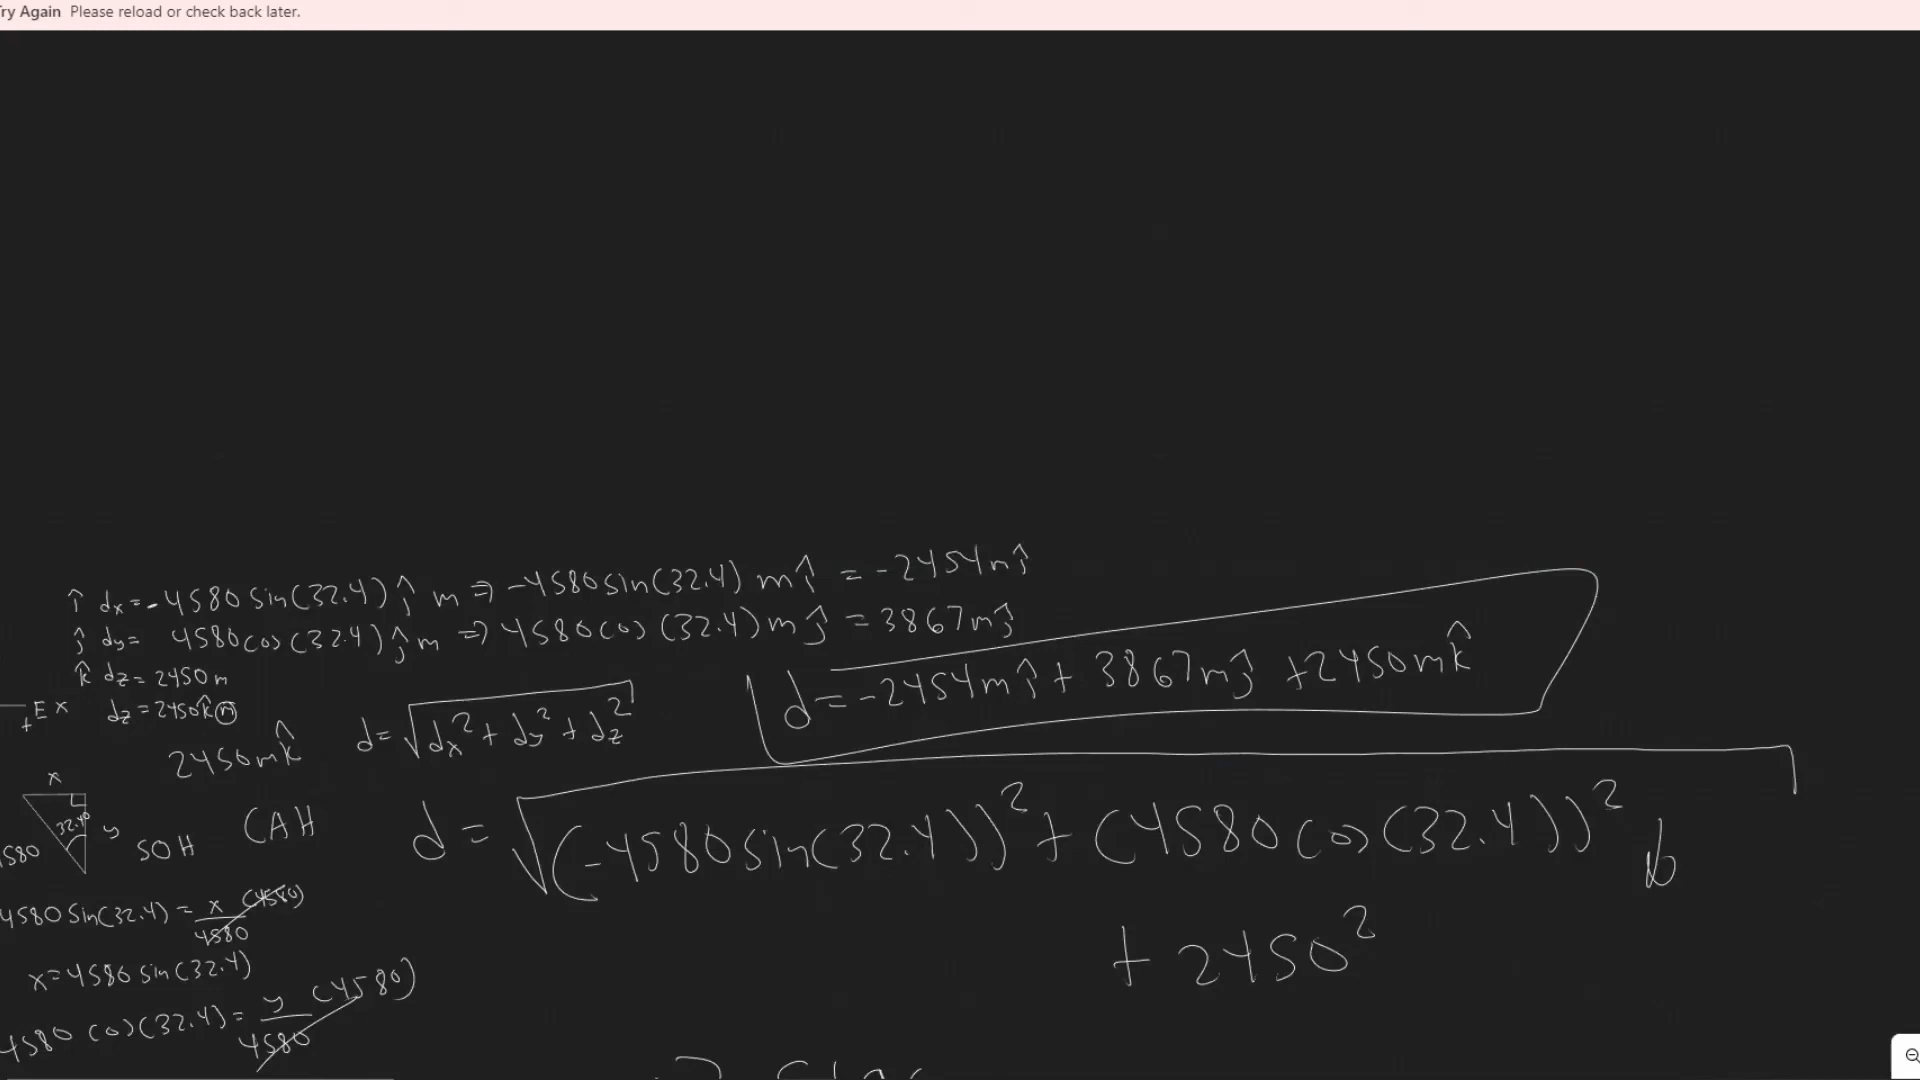 ry Again Please reload or check back later.
î dx = -4580 sin(32.4) ĵ m => -4580 sin(32.4) m î = -2454 m î
ĵ dy = 4580 cos(32.4) ĵ m => 4580 cos(32.4) m ĵ = 3867 m ĵ
k̂ dz = 2450 m
+E x
dz = 2450 k̂ m
2450 m k̂
d = √(dx² + dy² + dz²)
d = -2454 m î + 3867 m ĵ + 2450 m k̂
x
32.4°
y
580
SOH CAH
d = √((-4580 sin(32.4))² + (4580 cos(32.4))²
+ 2450²
4580 sin(32.4) = x/4580 (4580)
x = 4580 sin(32.4)
4580 cos(32.4) = y/4580 (4580)